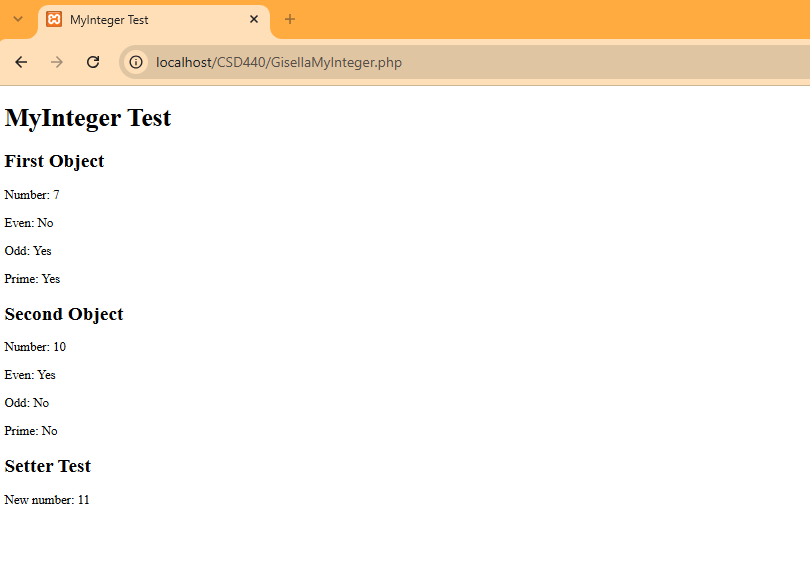 MyInteger Test
localhost/CSD440/GisellaMyInteger.php
MyInteger Test
First Object
Number: 7
Even: No
Odd: Yes
Prime: Yes
Second Object
Number: 10
Even: Yes
Odd: No
Prime: No
Setter Test
New number: 11